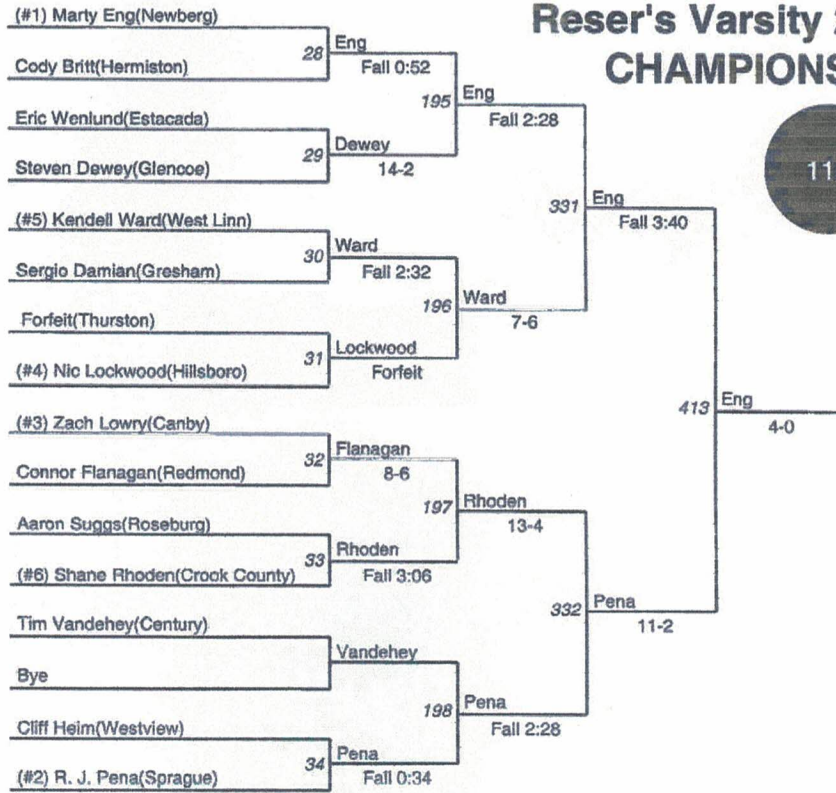 Reser's Varsity
CHAMPIONS
11
(#1) Marty Eng(Newberg)
28
Eng
Fall 0:52
Cody Britt(Hermiston)
195
Eng
Fall 2:28
Eric Wenlund(Estacada)
29
Dewey
14-2
Steven Dewey(Glencoe)
331
Eng
Fall 3:40
(#5) Kendell Ward(West Linn)
30
Ward
Fall 2:32
Sergio Damian(Gresham)
196
Ward
7-6
Forfeit(Thurston)
31
Lockwood
Forfeit
(#4) Nic Lockwood(Hillsboro)
413
Eng
4-0
(#3) Zach Lowry(Canby)
32
Flanagan
8-6
Connor Flanagan(Redmond)
197
Rhoden
13-4
Aaron Suggs(Roseburg)
33
Rhoden
Fall 3:06
(#6) Shane Rhoden(Crook County)
332
Pena
11-2
Tim Vandehey(Century)
Vandehey
Bye
198
Pena
Fall 2:28
Cliff Heim(Westview)
34
Pena
Fall 0:34
(#2) R. J. Pena(Sprague)